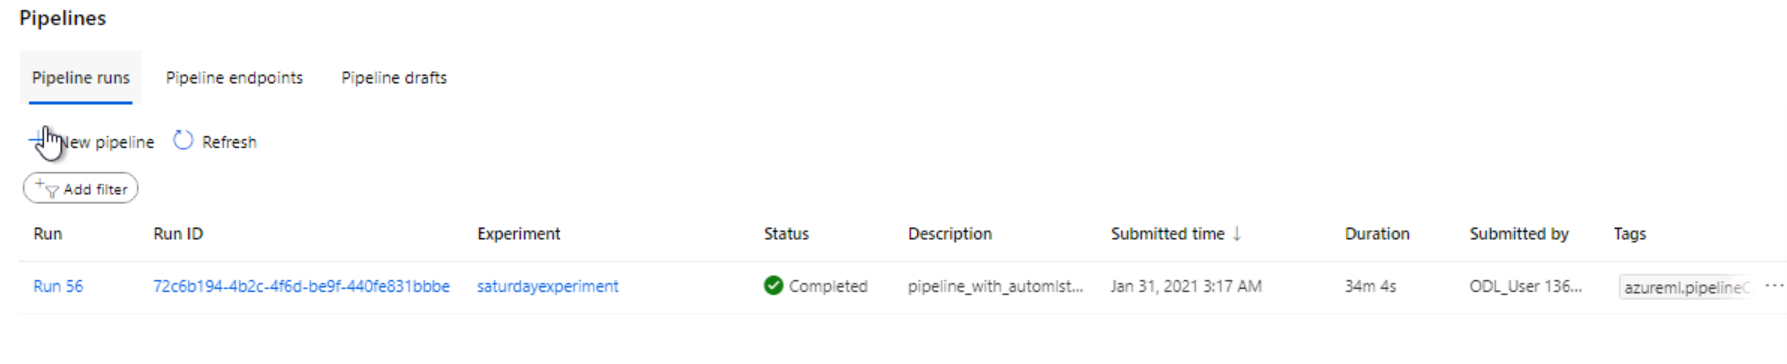 Pipelines
Pipeline runs Pipeline endpoints Pipeline drafts
New pipeline Refresh
Add filter
Run Run ID Experiment Status Description Submitted time ↓ Duration Submitted by Tags
Run 56 72c6b194-4b2c-4f6d-be9f-440fe831bbbe saturdayexperiment Completed pipeline_with_automlst... Jan 31, 2021 3:17 AM 34m 4s ODL_User 136... azureml.pipelineC ...